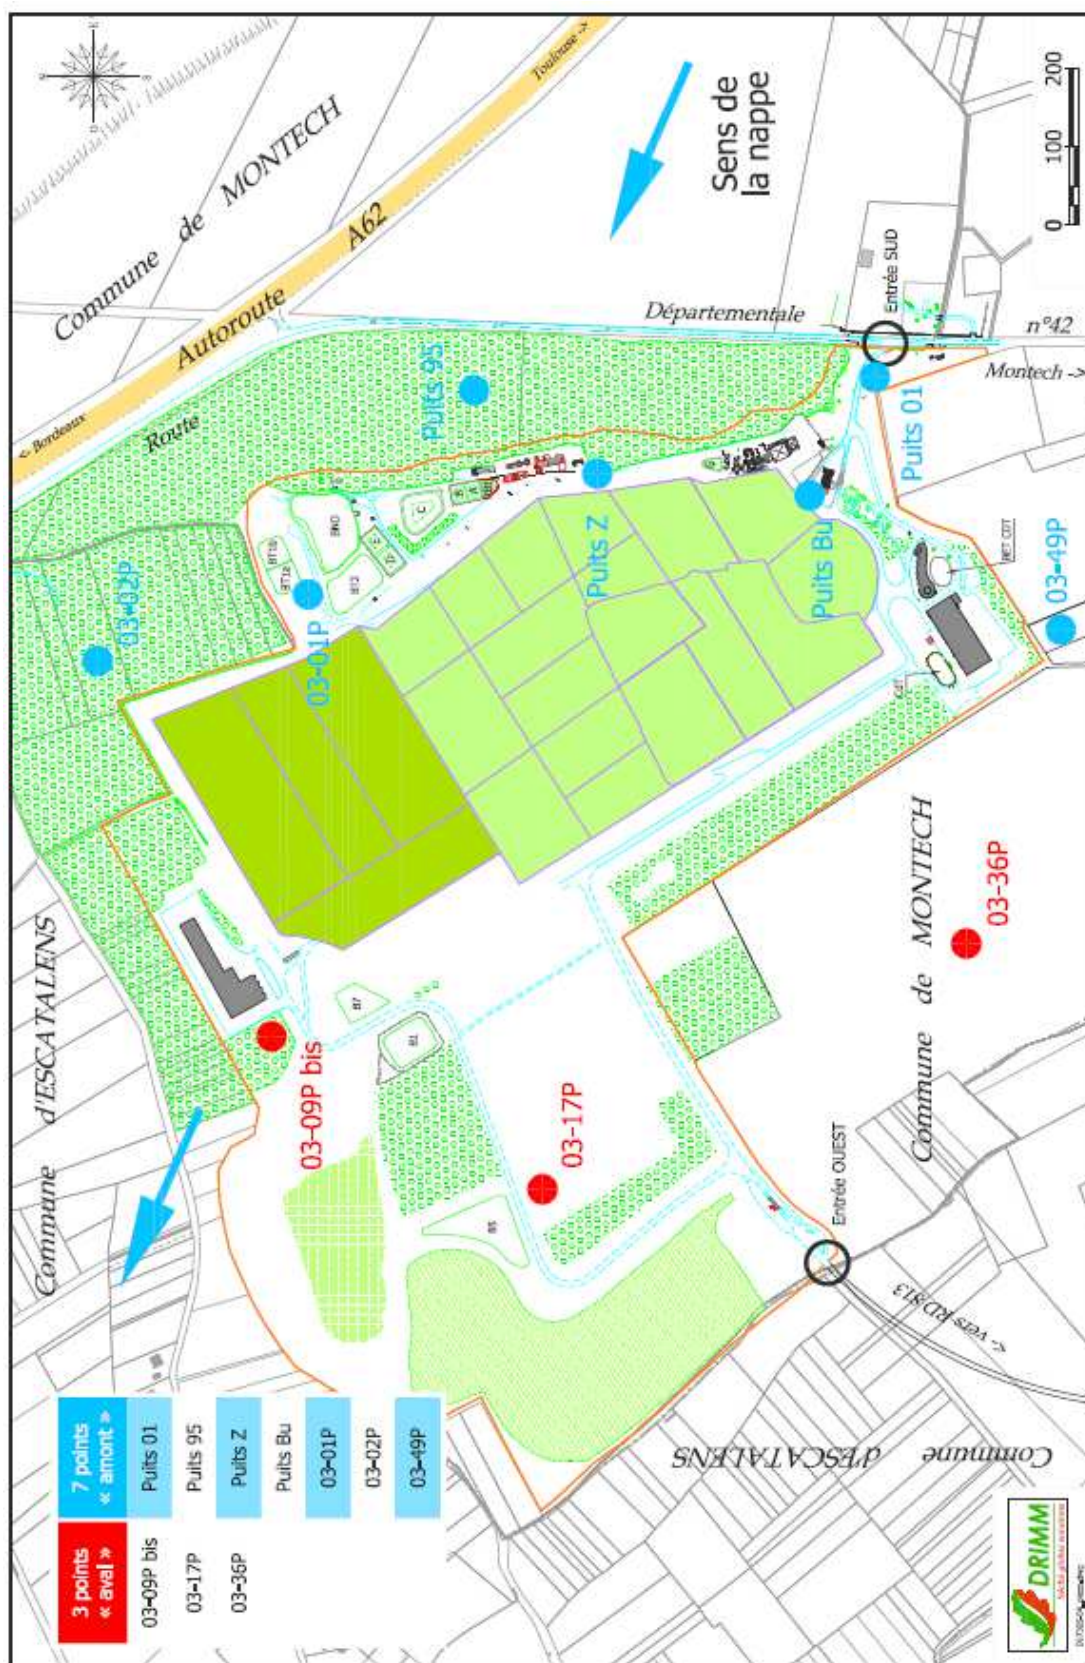 Commune de MONTECH
<- Bordeaux
Autoroute A62
Toulouse ->
Route
Départementale
n°42
Montech ->
Sens de
la nappe
0 100 200
Entrée SUD
Puits 01
Puits 95
Puits Z
Puits Bu
03-49P
03-02P
03-01P
BT2
C
CDT
Commune d'ESCATALENS
03-09P bis
B7
03-17P
Commune de MONTECH
03-36P
Entrée OUEST
<- vers RD813
Commune d'ESCATALENS
3 points
« aval »
7 points
« amont »
03-09P bis Puits 01
03-17P Puits 95
03-36P Puits Z
Puits Bu
03-01P
03-02P
03-49P
DRIMM